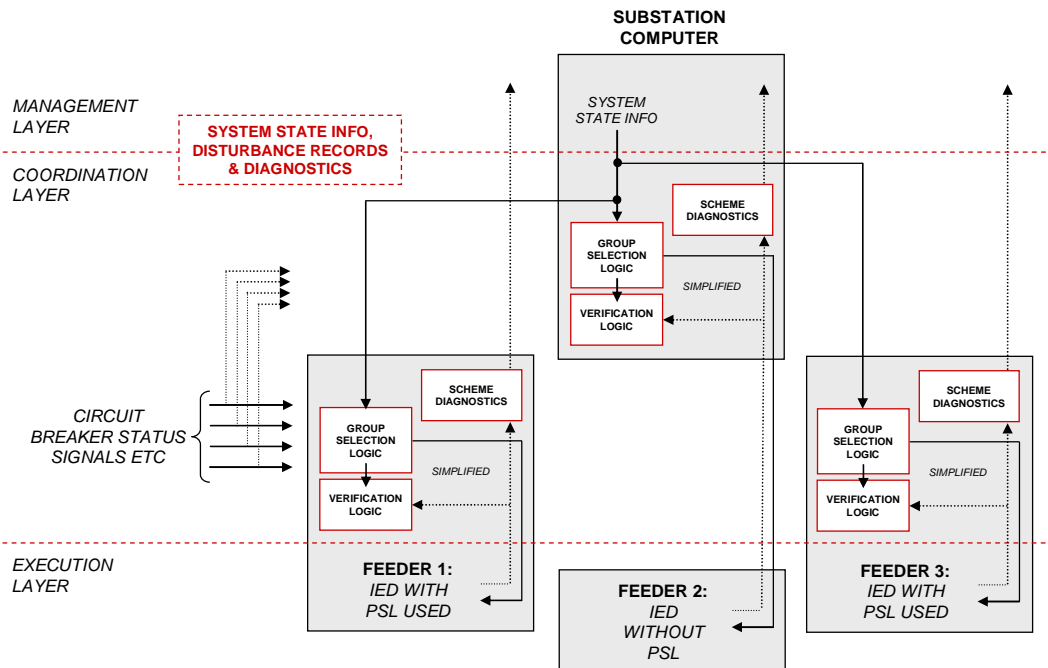 SUBSTATION
COMPUTER
MANAGEMENT
LAYER
SYSTEM STATE INFO,
DISTURBANCE RECORDS
& DIAGNOSTICS
SYSTEM
STATE INFO
COORDINATION
LAYER
SCHEME
DIAGNOSTICS
GROUP
SELECTION
LOGIC
SIMPLIFIED
VERIFICATION
LOGIC
CIRCUIT
BREAKER STATUS
SIGNALS ETC
SCHEME
DIAGNOSTICS
GROUP
SELECTION
LOGIC
SIMPLIFIED
VERIFICATION
LOGIC
SCHEME
DIAGNOSTICS
GROUP
SELECTION
LOGIC
SIMPLIFIED
VERIFICATION
LOGIC
EXECUTION
LAYER
FEEDER 1:
IED WITH
PSL USED
FEEDER 2:
IED
WITHOUT
PSL
FEEDER 3:
IED WITH
PSL USED